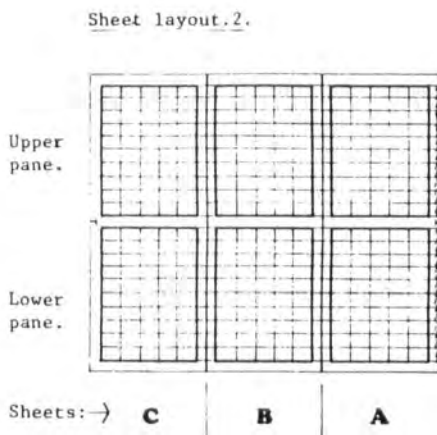 Sheet layout.2.
Upper
pane.
Lower
pane.
Sheets:→ C B A